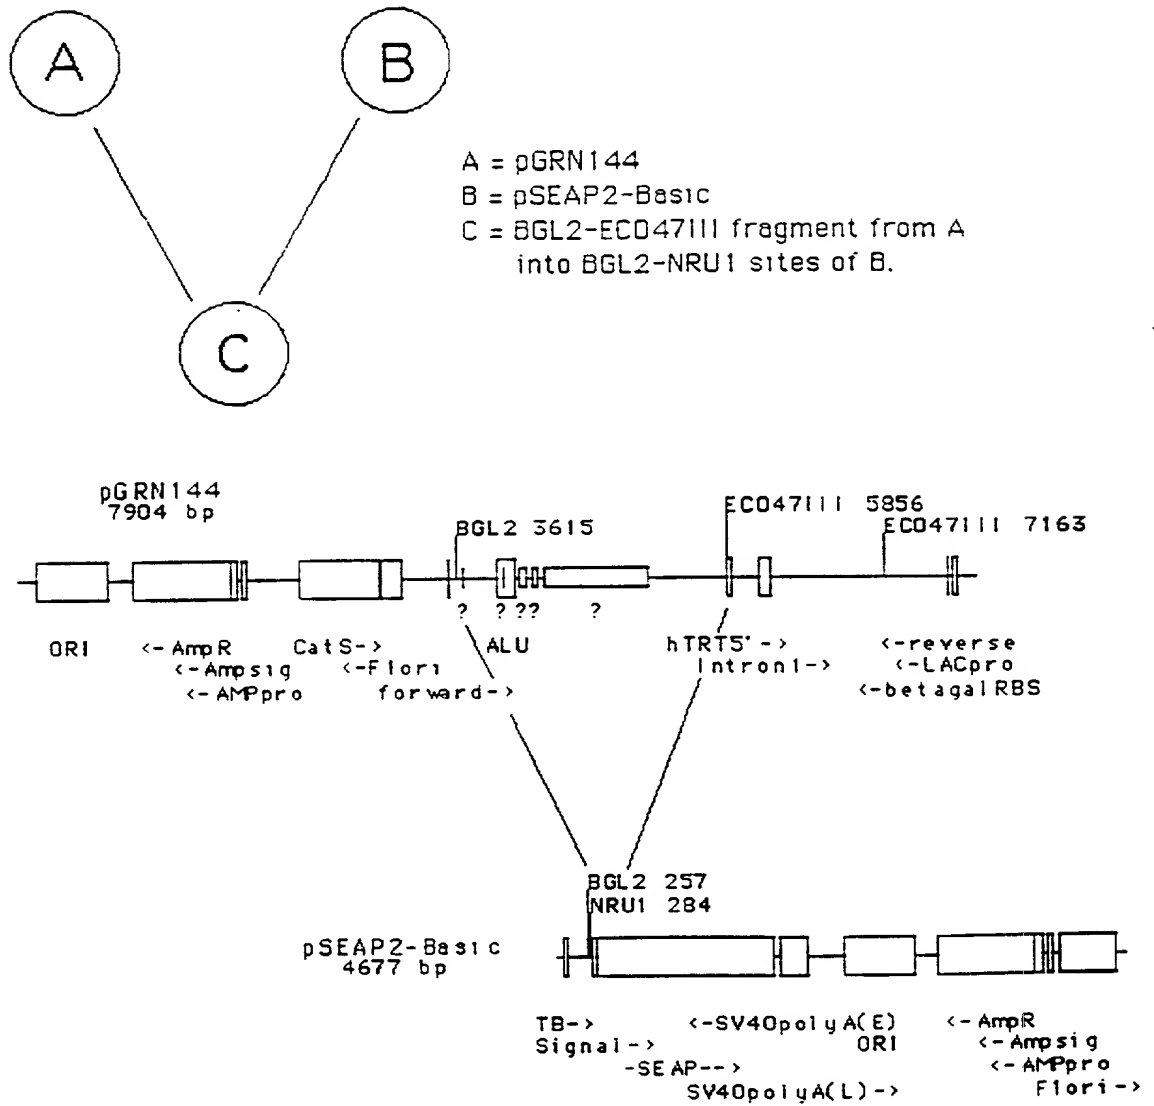 A
B
A = pGRN144
B = pSEAP2-Basic
C = BGL2-ECO47III fragment from A
into BGL2-NRU1 sites of B.
C
pGRN144
7904 bp
ECO47III 5856
ECO47III 7163
BGL2 3615
? ? ?? ?
ORI <-AmpR CatS-> ALU hTRT5'-> <-reverse
<-Ampsig <-F1ori Intron1-> <-LACpro
<-AMPpro forward-> <-betagalRBS
BGL2 257
NRU1 284
pSEAP2-Basic
4677 bp
TB-> <-SV40polyA(E) <-AmpR
Signal-> ORI <-Ampsig
-SEAP--> <-AMPpro
SV40polyA(L)-> F1ori->